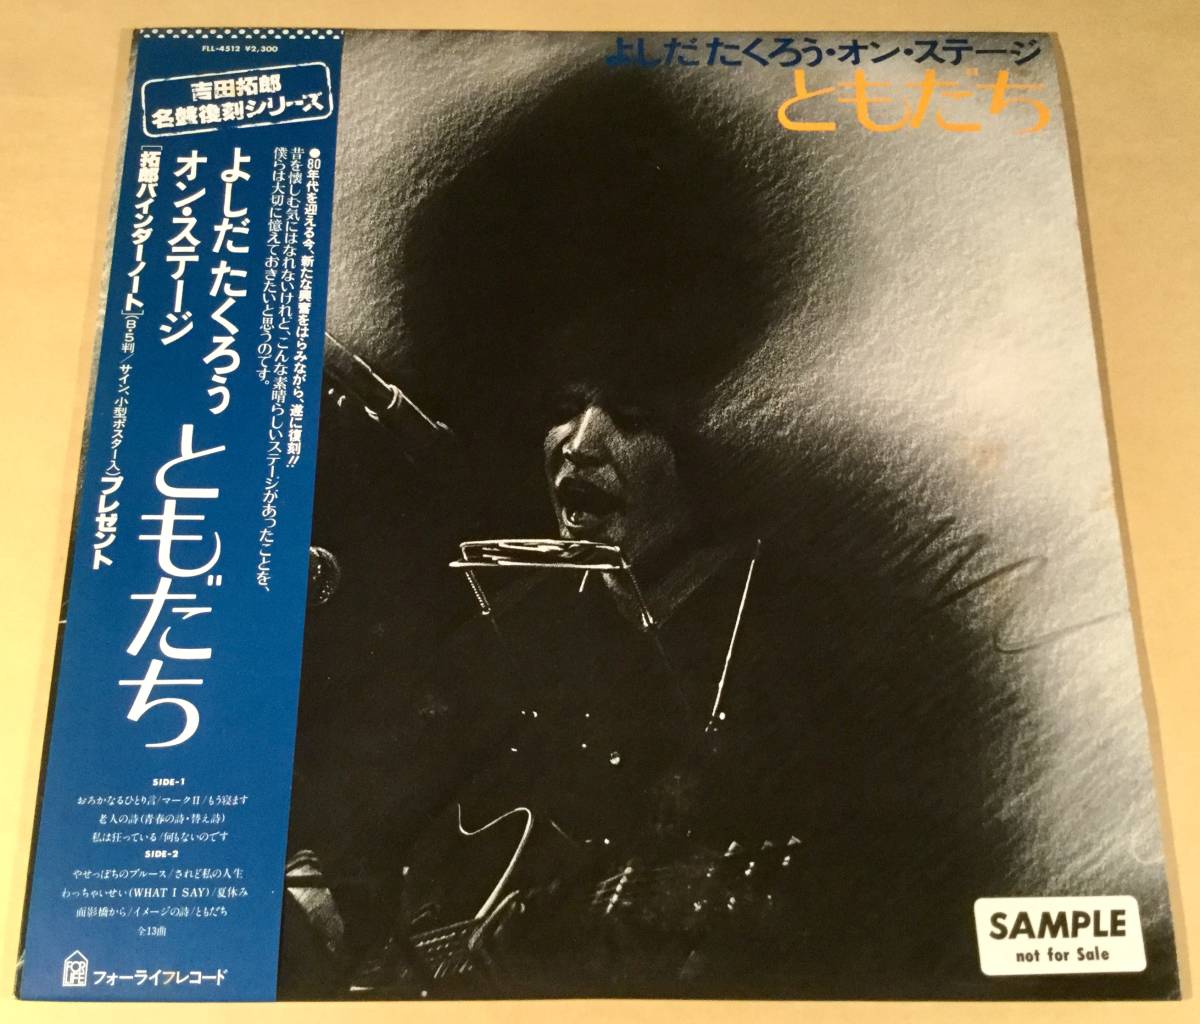 FLL-4512 ¥2,300
吉田拓郎
名盤復刻シリーズ
●80年代を迎える今、新たな興奮をはらみながら、遂に復刻!!
昔を懐しむ気にはなれないけれど、こんな素晴らしいステージがあったことを、
僕らは大切に憶えておきたいと思うのです。
よしだ たくろう
オン・ステージ
ともだち
[拓郎バインダーノート](B・5判/サイン、小型ポスター入)プレゼント
SIDE-1
おろかなるひとり言/マークII/もう寝ます
老人の詩(青春の詩・替え詩)
私は狂っている/何もないのです
SIDE-2
やせっぽちのブルース/されど私の人生
わっちゃいせい(WHAT I SAY)/夏休み
面影橋から/イメージの詩/ともだち
全13曲
FOR LIFE
フォーライフレコード
よしだ たくろう・オン・ステージ
ともだち
SAMPLE
not for Sale